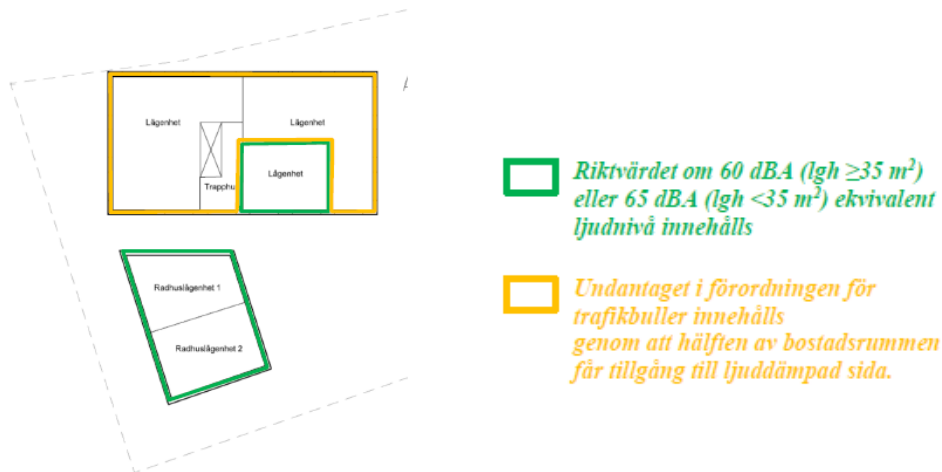 Lägenhet
Lägenhet
Lägenhet
Trapphu
Radhuslägenhet 1
Radhuslägenhet 2
Riktvärdet om 60 dBA (lgh ≥35 m²)
eller 65 dBA (lgh <35 m²) ekvivalent
ljudnivå innehålls
Undantaget i förordningen för
trafikbuller innehålls
genom att hälften av bostadsrummen
får tillgång till ljuddämpad sida.